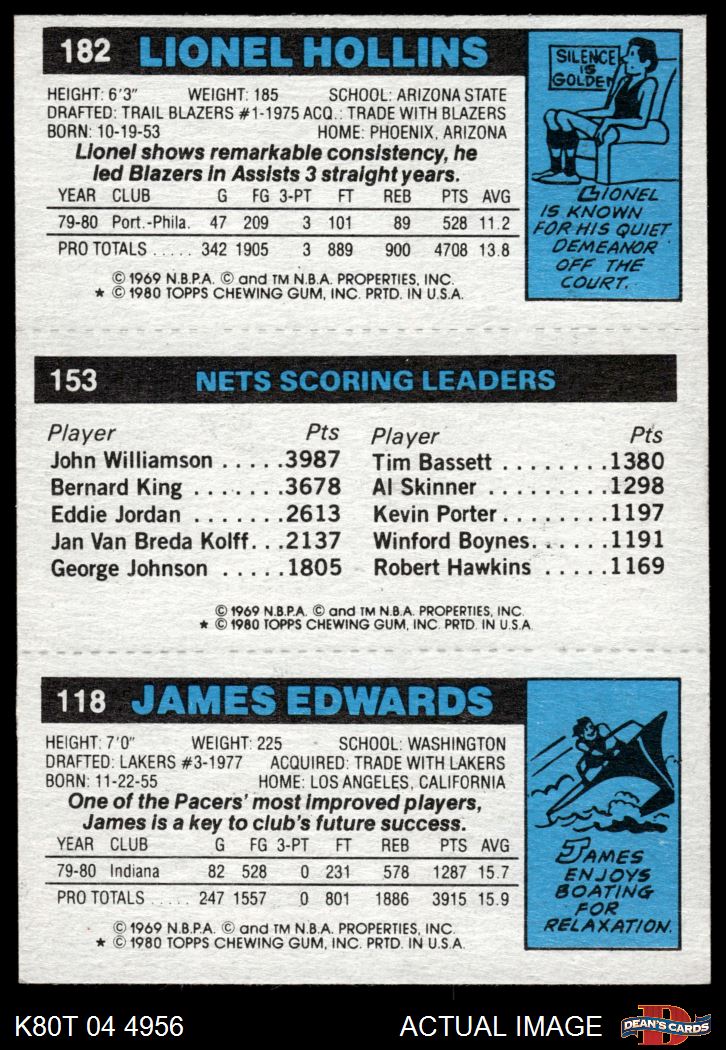 182 LIONEL HOLLINS
HEIGHT: 6'3" WEIGHT: 185 SCHOOL: ARIZONA STATE
DRAFTED: TRAIL BLAZERS #1-1975 ACQ.: TRADE WITH BLAZERS
BORN: 10-19-53 HOME: PHOENIX, ARIZONA
Lionel shows remarkable consistency, he
led Blazers in Assists 3 straight years.
YEAR CLUB G FG 3-PT FT REB PTS AVG
79-80 Port.-Phila. 47 209 3 101 89 528 11.2
PRO TOTALS ..... 342 1905 3 889 900 4708 13.8
© 1969 N.B.P.A. © and TM N.B.A. PROPERTIES, INC.
★ © 1980 TOPPS CHEWING GUM, INC. PRTD. IN U.S.A.
SILENCE
IS
GOLDEN
LIONEL
IS KNOWN
FOR HIS QUIET
DEMEANOR
OFF THE
COURT.
153 NETS SCORING LEADERS
Player Pts Player Pts
John Williamson .....3987 Tim Bassett ........1380
Bernard King .......3678 Al Skinner ........1298
Eddie Jordan .......2613 Kevin Porter ........1197
Jan Van Breda Kolff...2137 Winford Boynes......1191
George Johnson .....1805 Robert Hawkins .....1169
© 1969 N.B.P.A. © and TM N.B.A. PROPERTIES, INC.
★ © 1980 TOPPS CHEWING GUM, INC. PRTD. IN U.S.A.
118 JAMES EDWARDS
HEIGHT: 7'0" WEIGHT: 225 SCHOOL: WASHINGTON
DRAFTED: LAKERS #3-1977 ACQUIRED: TRADE WITH LAKERS
BORN: 11-22-55 HOME: LOS ANGELES, CALIFORNIA
One of the Pacers' most improved players,
James is a key to club's future success.
YEAR CLUB G FG 3-PT FT REB PTS AVG
79-80 Indiana 82 528 0 231 578 1287 15.7
PRO TOTALS ..... 247 1557 0 801 1886 3915 15.9
© 1969 N.B.P.A. © and TM N.B.A. PROPERTIES, INC.
★ © 1980 TOPPS CHEWING GUM, INC. PRTD. IN U.S.A.
JAMES
ENJOYS
BOATING
FOR
RELAXATION.
K80T 04 4956 ACTUAL IMAGE D DEAN'S CARDS